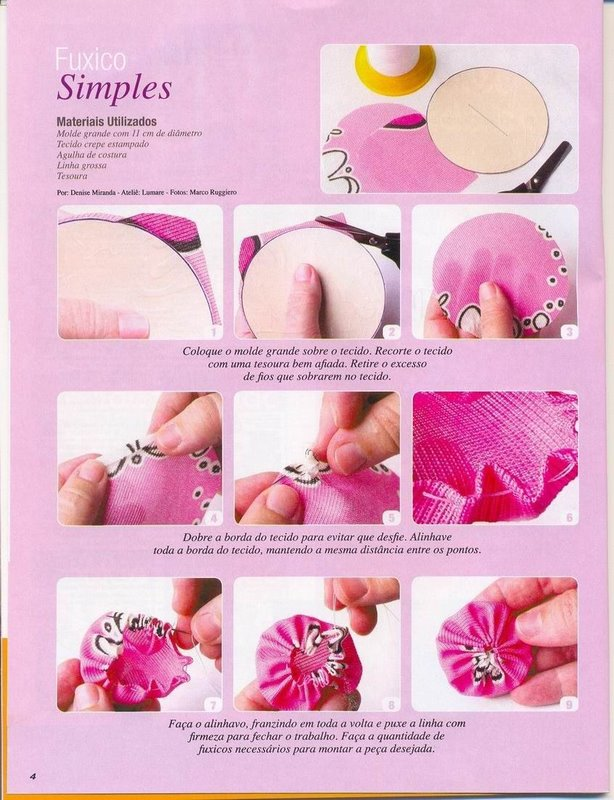 Fuxico
Simples
Materiais Utilizados
Molde grande com 11 cm de diâmetro
Tecido crepe estampado
Agulha de costura
Linha grossa
Tesoura
Por: Denise Miranda - Ateliê: Lumare - Fotos: Marco Ruggiero
1
2
3
Coloque o molde grande sobre o tecido. Recorte o tecido
com uma tesoura bem afiada. Retire o excesso
de fios que sobrarem no tecido.
4
5
6
Dobre a borda do tecido para evitar que desfie. Alinhave
toda a borda do tecido, mantendo a mesma distância entre os pontos.
7
8
9
Faça o alinhavo, franzindo em toda a volta e puxe a linha com
firmeza para fechar o trabalho. Faça a quantidade de
fuxicos necessários para montar a peça desejada.
4